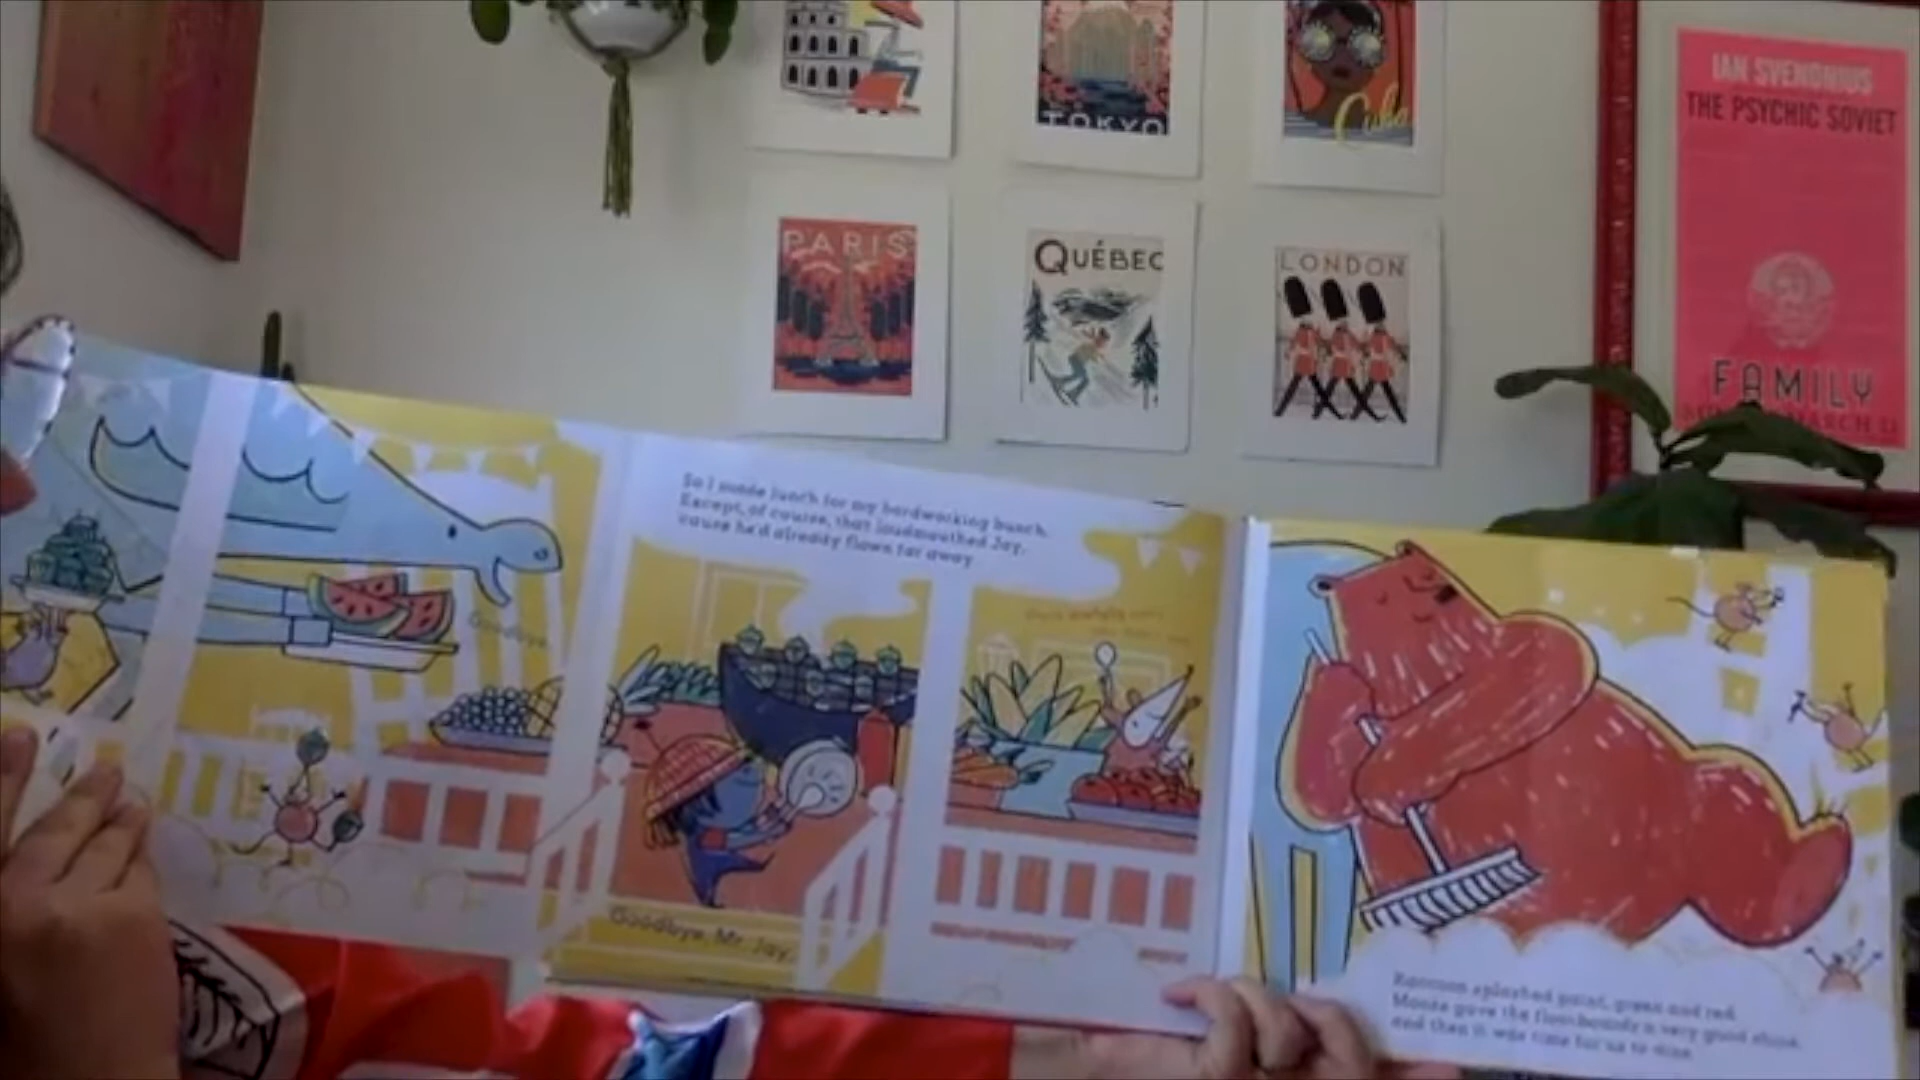 TOKYO
Cuba
IAN SVENONIUS
THE PSYCHIC SOVIET
PARIS
QUÉBEC
LONDON
FAMILY
MARCH 11
So I made lunch for my hardworking bunch.
Except, of course, that loudmouthed Jay,
'cause he'd already flown far away.
Goodbye,
Goodbye, Mr. Jay.
Raccoon splashed paint, green and red.
Moose gave the floorboards a very good shine,
and then it was time for us to dine.